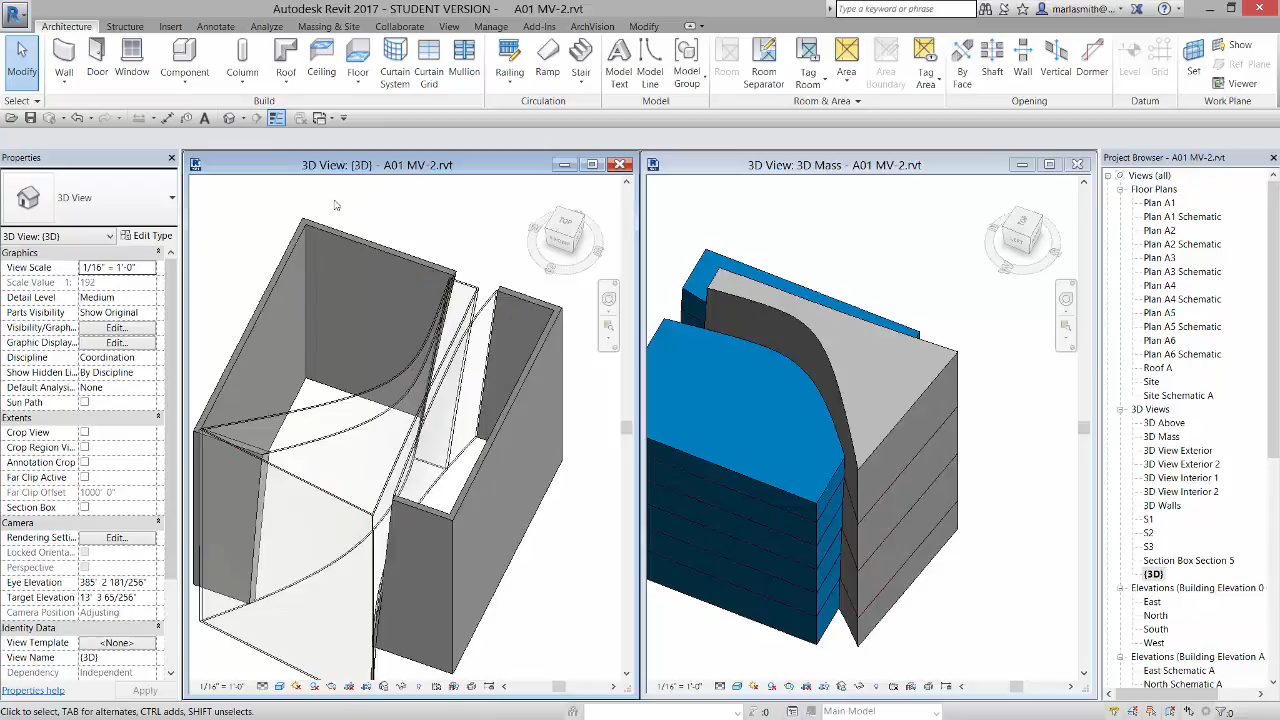 Autodesk Revit 2017 - STUDENT VERSION - A01 MV-2.rvt
Type a keyword or phrase
marlasmith@...
Architecture Structure Insert Annotate Analyze Massing & Site Collaborate View Manage Add-Ins ArchVision Modify
Modify Wall Door Window Component Column Roof Ceiling Floor Curtain System Curtain Grid Mullion Railing Ramp Stair Model Text Model Line Model Group Room Room Separator Tag Room Area Area Boundary Tag Area By Face Shaft Wall Vertical Dormer Level Grid Set Show Ref Plane Viewer
Select Build Circulation Model Room & Area Opening Datum Work Plane
Properties
3D View
3D View: {3D} Edit Type
Graphics
View Scale 1/16" = 1'-0"
Scale Value 1: 192
Detail Level Medium
Parts Visibility Show Original
Visibility/Graph... Edit...
Graphic Display... Edit...
Discipline Coordination
Show Hidden Li... By Discipline
Default Analysi... None
Sun Path
Extents
Crop View
Crop Region Vi...
Annotation Crop
Far Clip Active
Far Clip Offset 1000' 0"
Section Box
Camera
Rendering Setti... Edit...
Locked Orienta...
Perspective
Eye Elevation 385' 2 181/256"
Target Elevation 13' 3 65/256"
Camera Position Adjusting
Identity Data
View Template <None>
View Name {3D}
Dependency Independent
Properties help Apply
3D View: {3D} - A01 MV-2.rvt
TOP
1/16" = 1'-0"
3D View: 3D Mass - A01 MV-2.rvt
TOP
LEFT
1/16" = 1'-0"
Project Browser - A01 MV-2.rvt
Views (all)
Floor Plans
Plan A1
Plan A1 Schematic
Plan A2
Plan A2 Schematic
Plan A3
Plan A3 Schematic
Plan A4
Plan A4 Schematic
Plan A5
Plan A5 Schematic
Plan A6
Plan A6 Schematic
Roof A
Site
Site Schematic A
3D Views
3D Above
3D Mass
3D View Exterior
3D View Exterior 2
3D View Interior 1
3D View Interior 2
3D Walls
S1
S2
S3
Section Box Section 5
{3D}
Elevations (Building Elevation 0
East
North
South
West
Elevations (Building Elevation A
East Schematic A
North Schematic A
Click to select, TAB for alternates, CTRL adds, SHIFT unselects.
:0
Main Model
:0